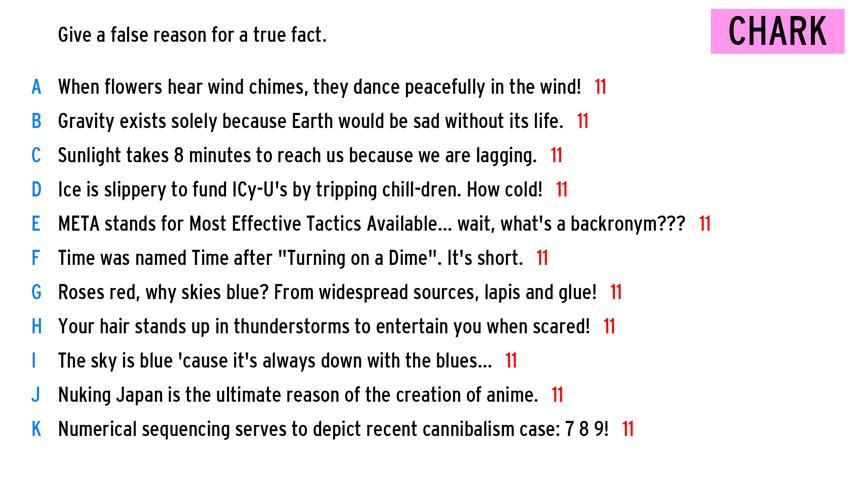 Give a false reason for a true fact.
CHARK
A When flowers hear wind chimes, they dance peacefully in the wind! 11
B Gravity exists solely because Earth would be sad without its life. 11
C Sunlight takes 8 minutes to reach us because we are lagging. 11
D Ice is slippery to fund ICy-U's by tripping chill-dren. How cold! 11
E META stands for Most Effective Tactics Available... wait, what's a backronym??? 11
F Time was named Time after "Turning on a Dime". It's short. 11
G Roses red, why skies blue? From widespread sources, lapis and glue! 11
H Your hair stands up in thunderstorms to entertain you when scared! 11
I The sky is blue 'cause it's always down with the blues... 11
J Nuking Japan is the ultimate reason of the creation of anime. 11
K Numerical sequencing serves to depict recent cannibalism case: 7 8 9! 11